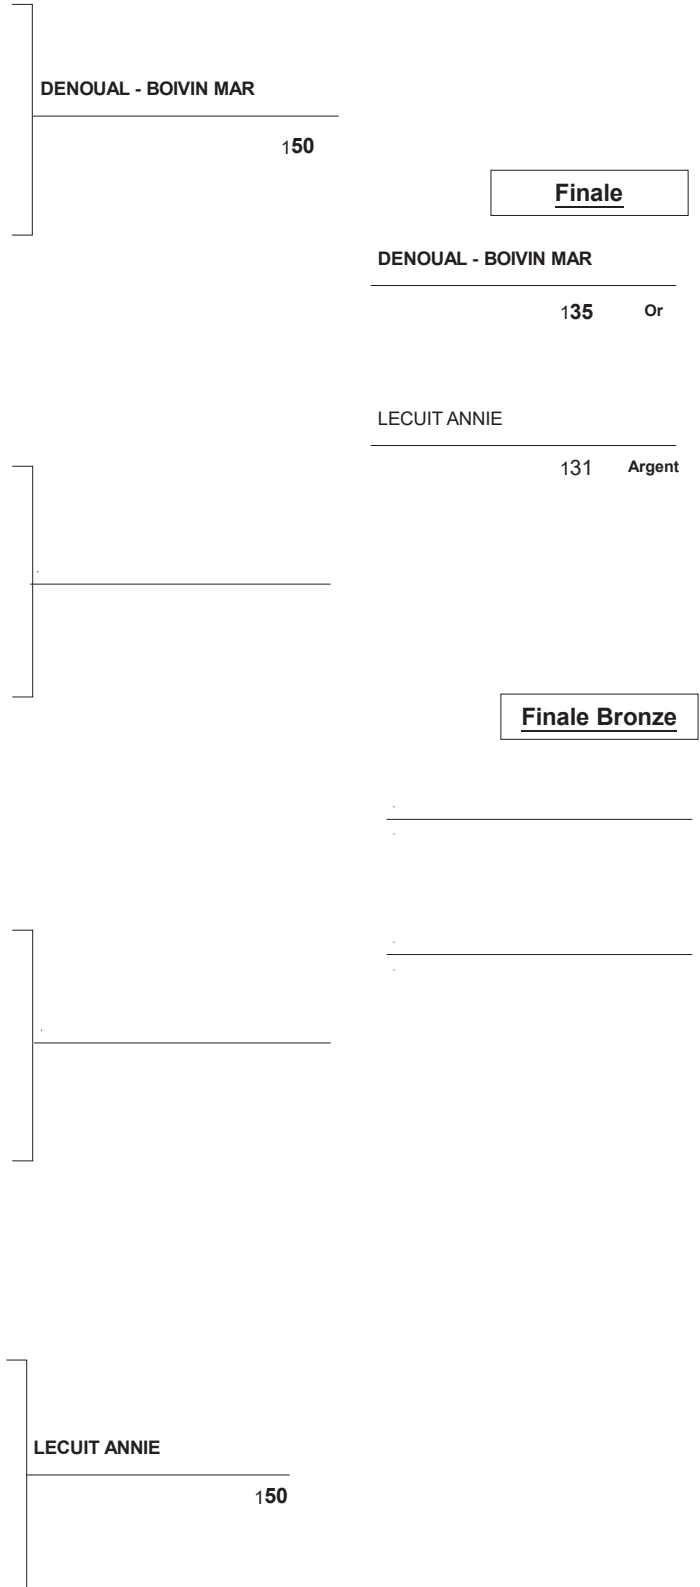 DENOUAL - BOIVIN MAR
150
Finale
DENOUAL - BOIVIN MAR
135 Or
LECUIT ANNIE
131 Argent
Finale Bronze
LECUIT ANNIE
150